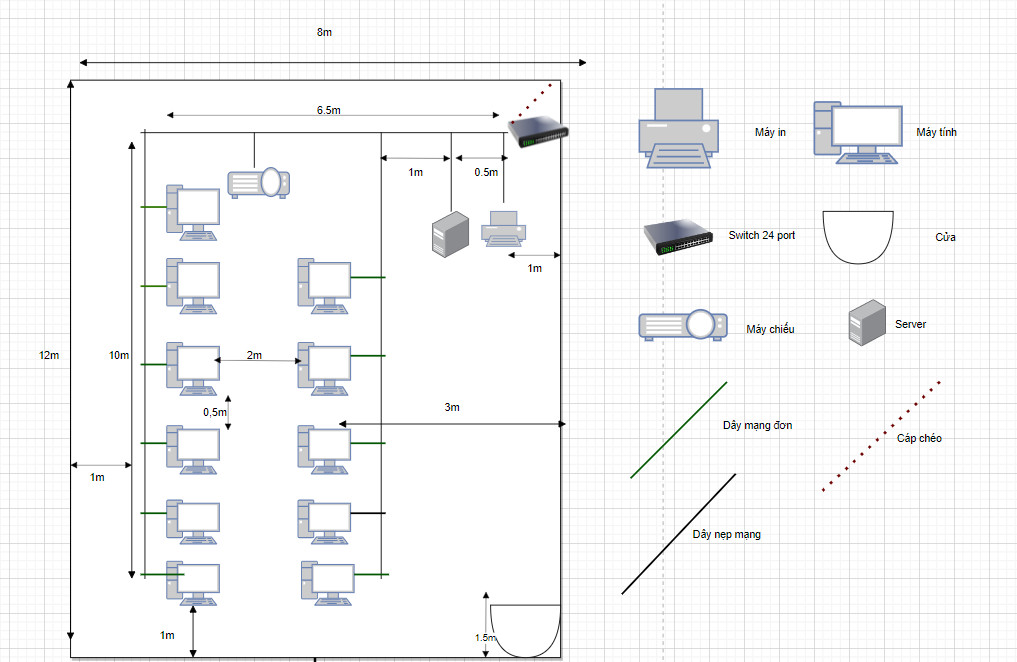 8m
6.5m
Máy in
Máy tính
1m
0.5m
Switch 24 port
Cửa
1m
Máy chiếu
Server
12m
10m
2m
0,5m
3m
Dây mạng đơn
Cáp chéo
1m
Dây nẹp mạng
1m
1.5m